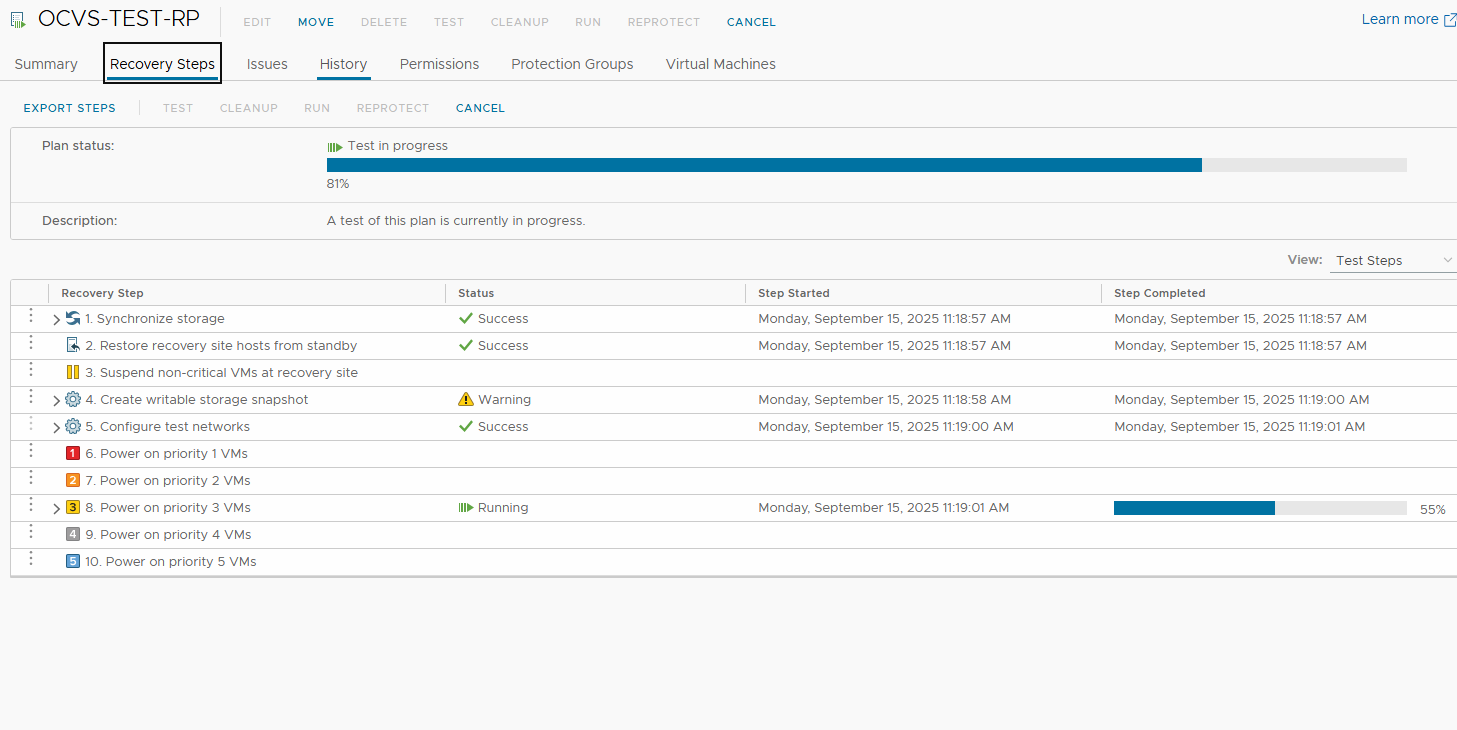 OCVS-TEST-RP EDIT MOVE DELETE TEST CLEANUP RUN REPROTECT CANCEL Learn more
Summary Recovery Steps Issues History Permissions Protection Groups Virtual Machines
EXPORT STEPS TEST CLEANUP RUN REPROTECT CANCEL
Plan status: Test in progress
81%
Description: A test of this plan is currently in progress.
View: Test Steps
Recovery Step Status Step Started Step Completed
1. Synchronize storage Success Monday, September 15, 2025 11:18:57 AM Monday, September 15, 2025 11:18:57 AM
2. Restore recovery site hosts from standby Success Monday, September 15, 2025 11:18:57 AM Monday, September 15, 2025 11:18:57 AM
3. Suspend non-critical VMs at recovery site
4. Create writable storage snapshot Warning Monday, September 15, 2025 11:18:58 AM Monday, September 15, 2025 11:19:00 AM
5. Configure test networks Success Monday, September 15, 2025 11:19:00 AM Monday, September 15, 2025 11:19:01 AM
1 6. Power on priority 1 VMs
2 7. Power on priority 2 VMs
3 8. Power on priority 3 VMs Running Monday, September 15, 2025 11:19:01 AM 55%
4 9. Power on priority 4 VMs
5 10. Power on priority 5 VMs